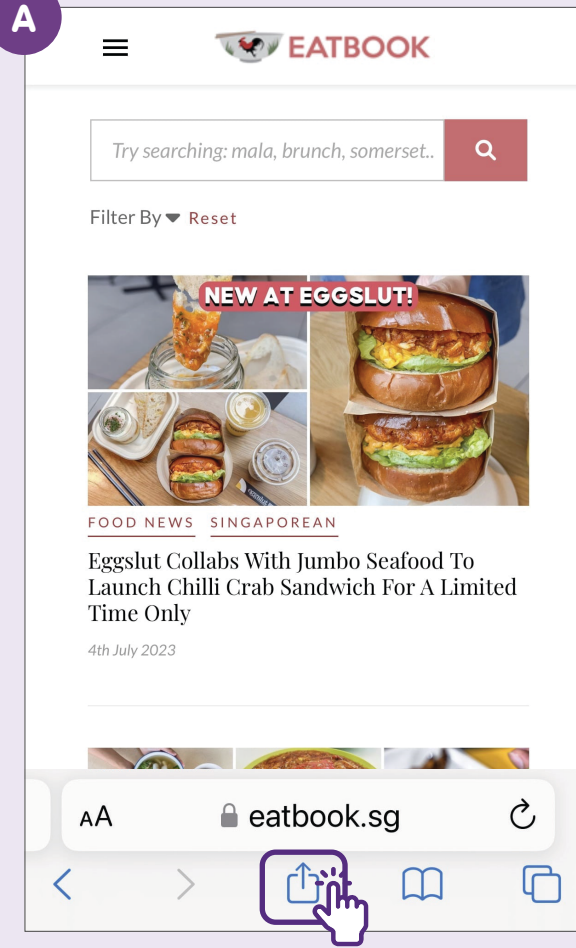 A
EATBOOK
Try searching: mala, brunch, somerset..
Filter By Reset
NEW AT EGGSLUT!
FOOD NEWS SINGAPOREAN
Eggslut Collabs With Jumbo Seafood To
Launch Chilli Crab Sandwich For A Limited
Time Only
4th July 2023
AA eatbook.sg